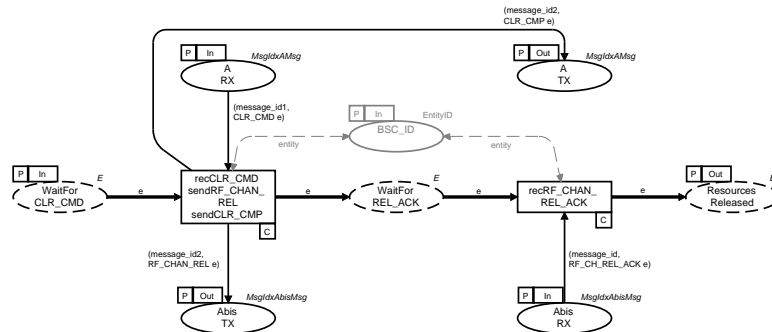 (message_id2,
CLR_CMP e)
P In MsgIdxAMsg
P Out MsgIdxAMsg
A
RX
A
TX
(message_id1,
CLR_CMD e)
P In EntityID
BSC_ID
entity
entity
P In E
WaitFor
CLR_CMD
e
recCLR_CMD
sendRF_CHAN_
REL
sendCLR_CMP
C
e
E
WaitFor
REL_ACK
e
recRF_CHAN_
REL_ACK
C
e
P Out E
Resources
Released
(message_id2,
RF_CHAN_REL e)
(message_id,
RF_CH_REL_ACK e)
P Out MsgIdxAbisMsg
Abis
TX
P In MsgIdxAbisMsg
Abis
RX